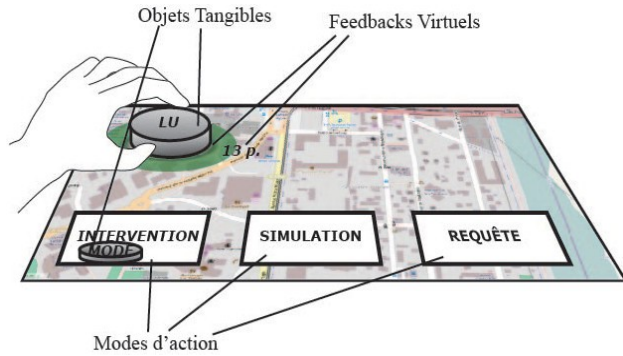 Objets Tangibles
Feedbacks Virtuels
LU
13 p.
INTERVENTION
MODE
SIMULATION
REQUÊTE
Modes d'action